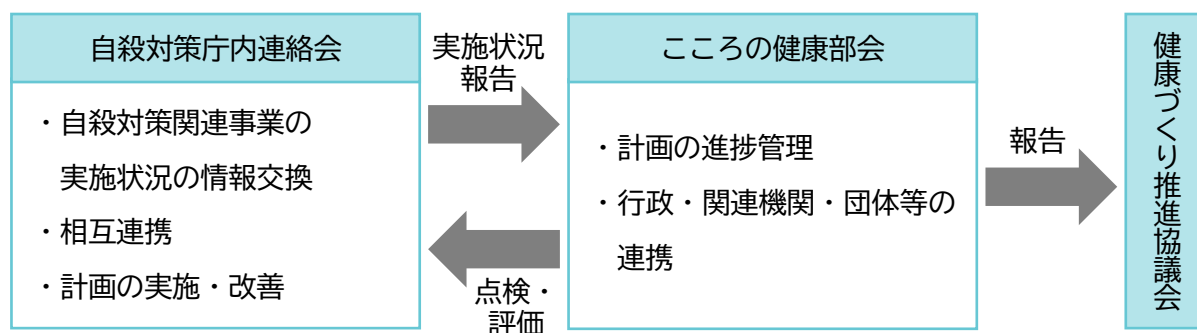 自殺対策庁内連絡会
・自殺対策関連事業の
実施状況の情報交換
・相互連携
・計画の実施・改善
実施状況
報告
点検・
評価
こころの健康部会
・計画の進捗管理
・行政・関連機関・団体等の
連携
報告
健康づくり推進協議会